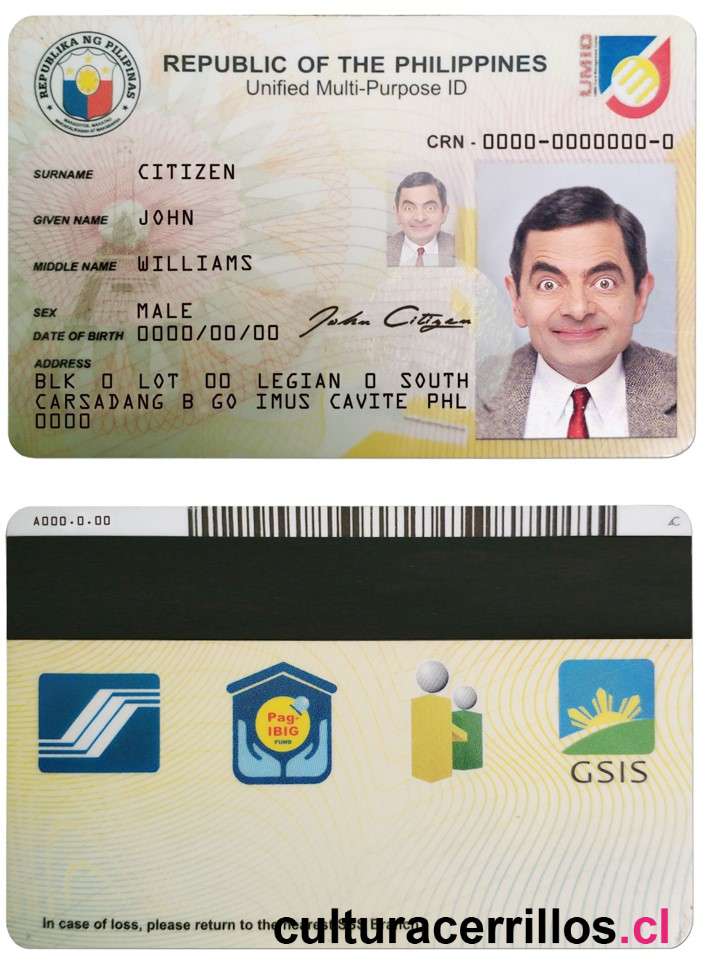 REPUBLIKA NG PILIPINAS
REPUBLIC OF THE PHILIPPINES
Unified Multi-Purpose ID
UMID
CRN - 0000-0000000-0
SURNAME CITIZEN
GIVEN NAME JOHN
MIDDLE NAME WILLIAMS
SEX MALE
DATE OF BIRTH 0000/00/00
John Citizen
ADDRESS
BLK 0 LOT 00 LEGIAN 0 SOUTH
CARSADANG B GO IMUS CAVITE PHL
0000
A000.0.00
Pag-
IBIG
FUND
GSIS
In case of loss, please return to the nearest SSS Branch
culturacerrillos.cl